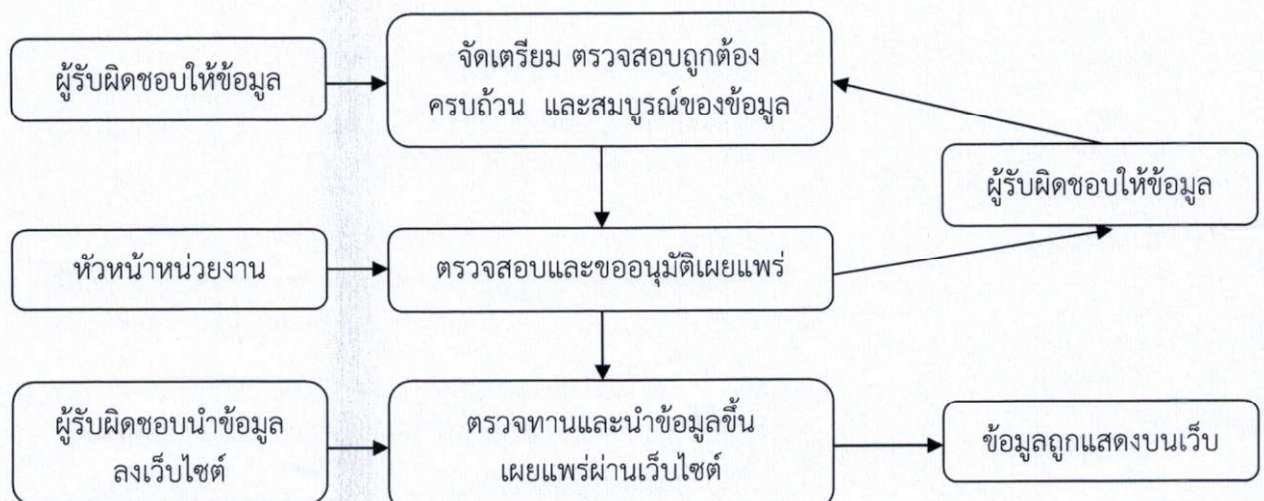 ผู้รับผิดชอบให้ข้อมูล
จัดเตรียม ตรวจสอบถูกต้อง
ครบถ้วน และสมบูรณ์ของข้อมูล
ผู้รับผิดชอบให้ข้อมูล
หัวหน้าหน่วยงาน
ตรวจสอบและขออนุมัติเผยแพร่
ผู้รับผิดชอบนำข้อมูล
ลงเว็บไซต์
ตรวจทานและนำข้อมูลขึ้น
เผยแพร่ผ่านเว็บไซต์
ข้อมูลถูกแสดงบนเว็บ